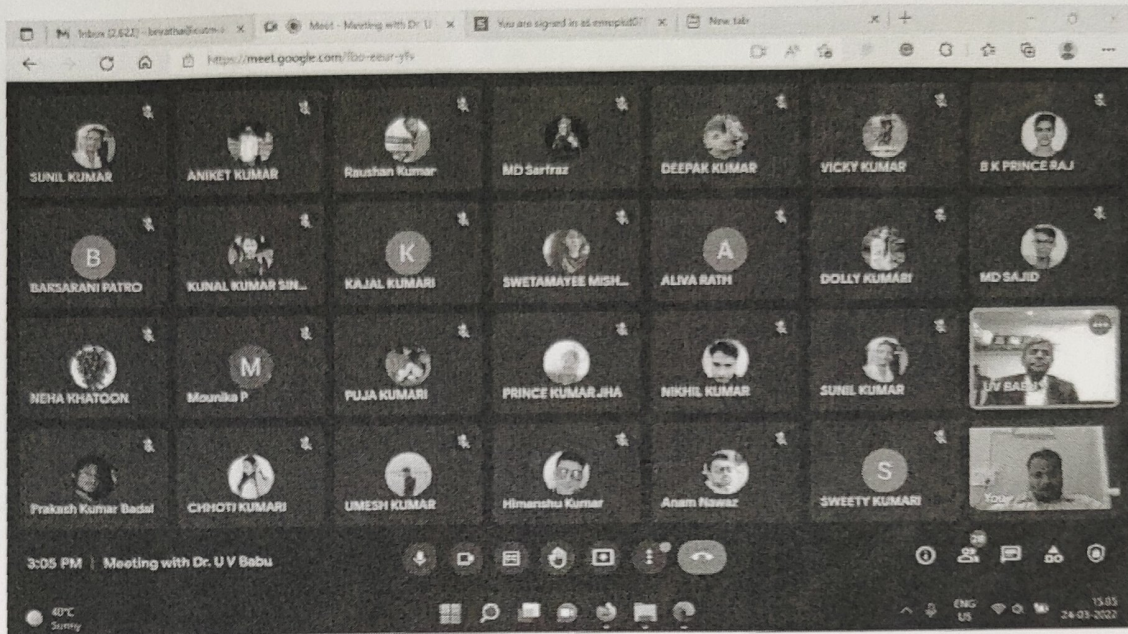 Inbox (2,622) -
Meet - Meeting with Dr. U
You are signed in as
New tab
https://meet.google.com/
SUNIL KUMAR
ANIKET KUMAR
Raushan Kumar
MD Sarfraz
DEEPAK KUMAR
VICKY KUMAR
B K PRINCE RAJ
B
BARSARANI PATRO
KUNAL KUMAR SIN...
K
KAJAL KUMARI
SWETAMAYEE MISH...
A
ALIVA RATH
DOLLY KUMARI
MD SAJID
NEHA KHATOON
M
Mounika P
PUJA KUMARI
PRINCE KUMAR JHA
NIKHIL KUMAR
SUNIL KUMAR
UV BABU
Prakash Kumar Badal
CHHOTI KUMARI
UMESH KUMAR
Himanshu Kumar
Anam Nawaz
S
SWEETY KUMARI
You
3:05 PM | Meeting with Dr. U V Babu
28
40°C
Sunny
ENG
US
15:05
24-03-2022